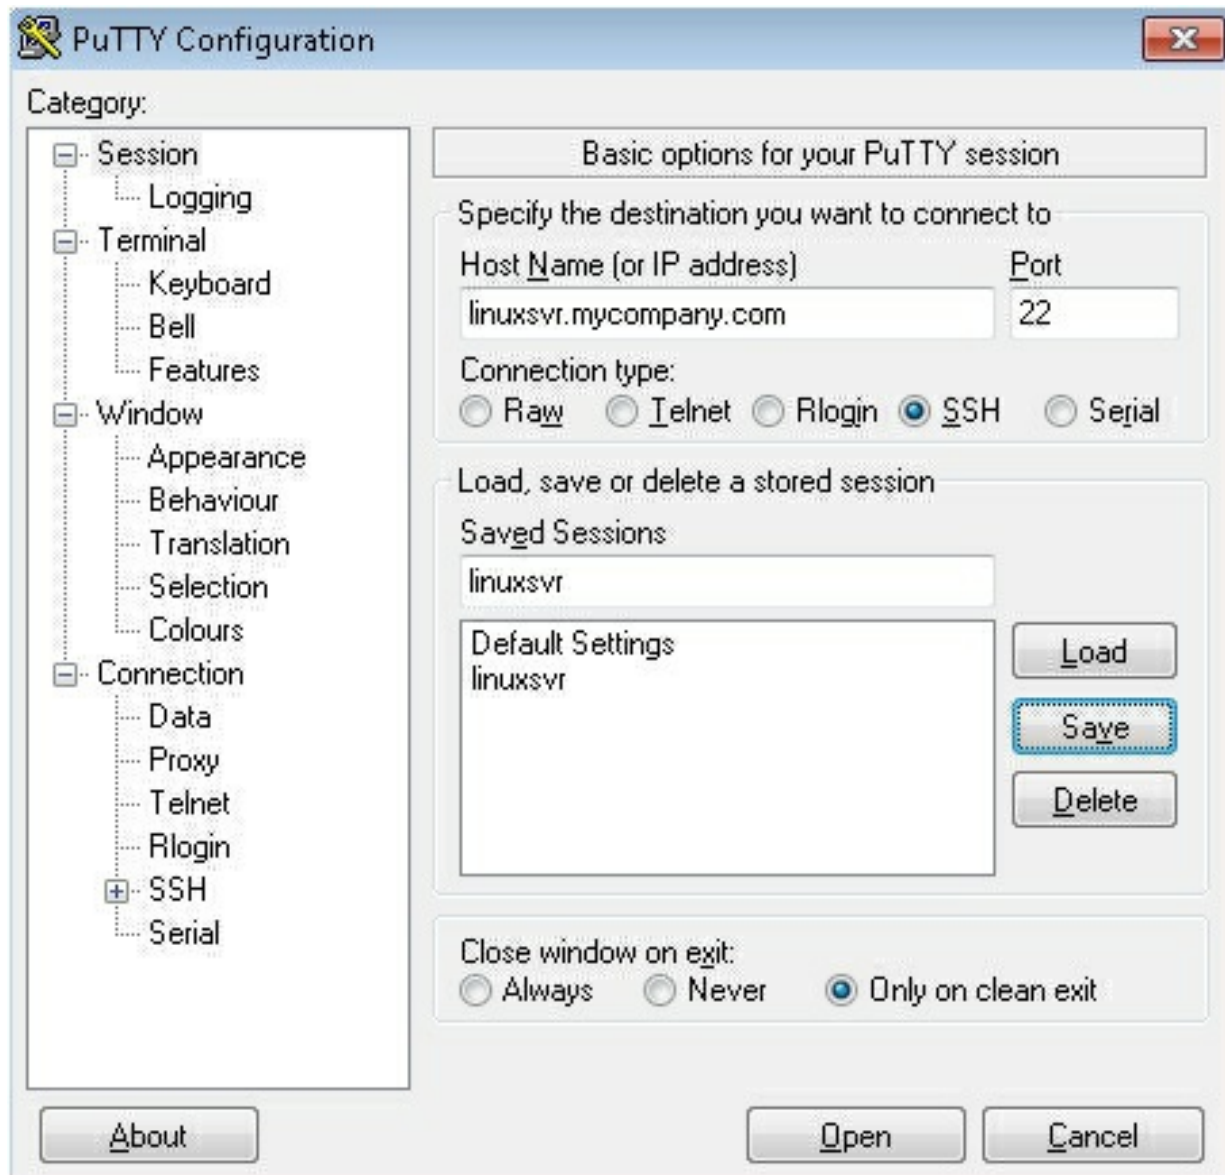 PuTTY Configuration
Category:
Session
Logging
Terminal
Keyboard
Bell
Features
Window
Appearance
Behaviour
Translation
Selection
Colours
Connection
Data
Proxy
Telnet
Rlogin
SSH
Serial
Basic options for your PuTTY session
Specify the destination you want to connect to
Host Name (or IP address) Port
linuxsvr.mycompany.com 22
Connection type:
Raw Telnet Rlogin SSH Serial
Load, save or delete a stored session
Saved Sessions
linuxsvr
Default Settings
linuxsvr
Load
Save
Delete
Close window on exit:
Always Never Only on clean exit
About Open Cancel